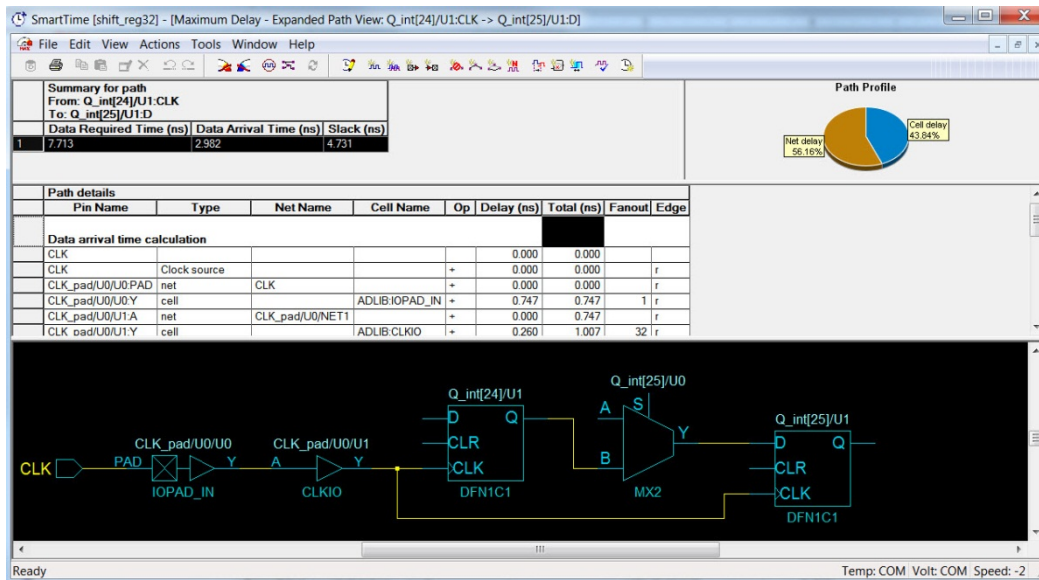 SmartTime [shift_reg32] - [Maximum Delay - Expanded Path View: Q_int[24]/U1:CLK -> Q_int[25]/U1:D]
File Edit View Actions Tools Window Help
Summary for path
From: Q_int[24]/U1:CLK
To: Q_int[25]/U1:D
Data Required Time (ns) Data Arrival Time (ns) Slack (ns)
1 7.713 2.982 4.731
Path Profile
Cell delay
43.84%
Net delay
56.16%
Path details
Pin Name Type Net Name Cell Name Op Delay (ns) Total (ns) Fanout Edge
Data arrival time calculation
CLK 0.000 0.000
CLK Clock source + 0.000 0.000 r
CLK_pad/U0/U0:PAD net CLK + 0.000 0.000 r
CLK_pad/U0/U0:Y cell ADLIB:IOPAD_IN + 0.747 0.747 1 r
CLK_pad/U0/U1:A net CLK_pad/U0/NET1 + 0.000 0.747 r
CLK_pad/U0/U1:Y cell ADLIB:CLKIO + 0.260 1.007 32 r
Q_int[25]/U0
Q_int[24]/U1
A S
Q_int[25]/U1
D Q
Y
D Q
CLK_pad/U0/U0 CLK_pad/U0/U1
CLR
B
CLK PAD Y A Y
CLK
CLR
IOPAD_IN CLKIO DFN1C1 MX2
CLK
DFN1C1
Ready Temp: COM Volt: COM Speed: -2